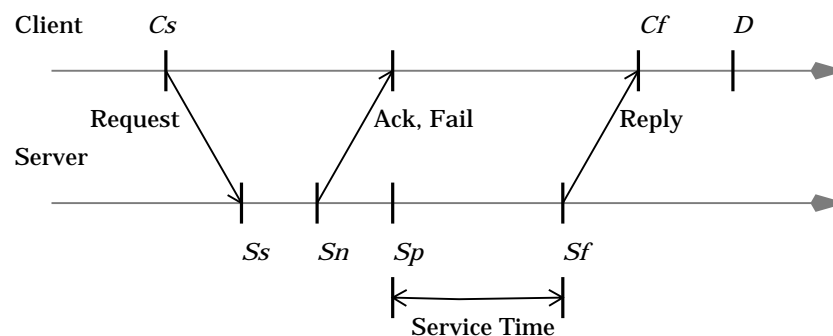 Client Cs Cf D
Request Ack, Fail Reply
Server
Ss Sn Sp Sf
Service Time